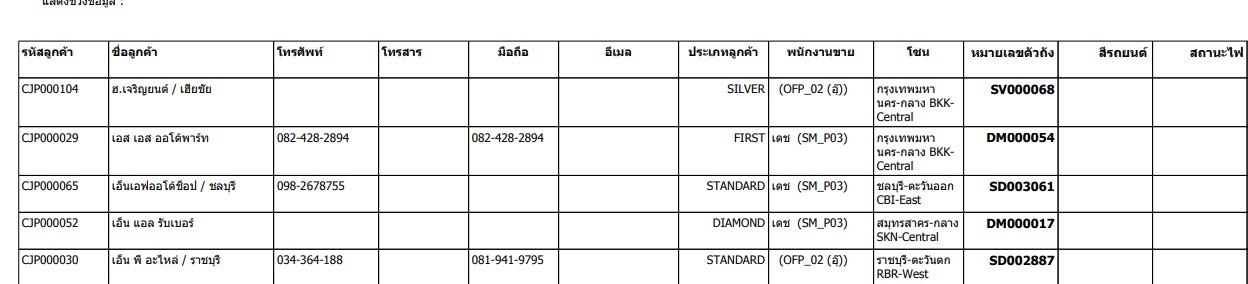 แสดงช่วงข้อมูล :
รหัสลูกค้า ชื่อลูกค้า โทรศัพท์ โทรสาร มือถือ อีเมล ประเภทลูกค้า พนักงานขาย โซน หมายเลขตัวถัง สีรถยนต์ สถานะไฟ
CJP000104 ฮ.เจริญยนต์ / เฮียชัย SILVER (OFP_02 (อุ๊)) กรุงเทพมหา SV000068
นคร-กลาง BKK-
Central
CJP000029 เอส เอส ออโต้พาร์ท 082-428-2894 082-428-2894 FIRST เดช (SM_P03) กรุงเทพมหา DM000054
นคร-กลาง BKK-
Central
CJP000065 เอ็นเอฟออโต้ช็อป / ชลบุรี 098-2678755 STANDARD เดช (SM_P03) ชลบุรี-ตะวันออก SD003061
CBI-East
CJP000052 เอ็น แอล รับเบอร์ DIAMOND เดช (SM_P03) สมุทรสาคร-กลาง DM000017
SKN-Central
CJP000030 เอ็น พี อะไหล่ / ราชบุรี 034-364-188 081-941-9795 STANDARD (OFP_02 (อุ๊)) ราชบุรี-ตะวันตก SD002887
RBR-West